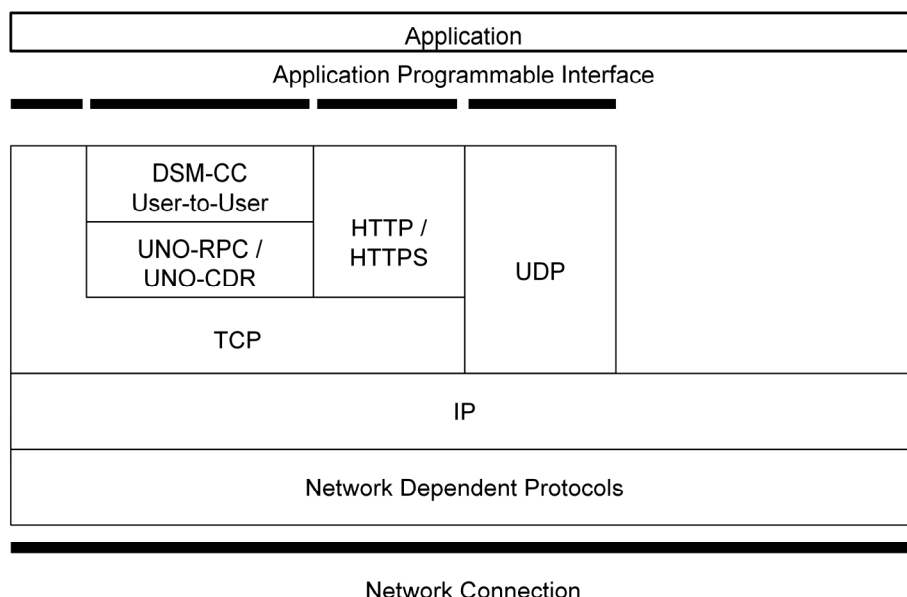 Application
Application Programmable Interface
DSM-CC
User-to-User
UNO-RPC /
UNO-CDR
HTTP /
HTTPS
UDP
TCP
IP
Network Dependent Protocols
Network Connection